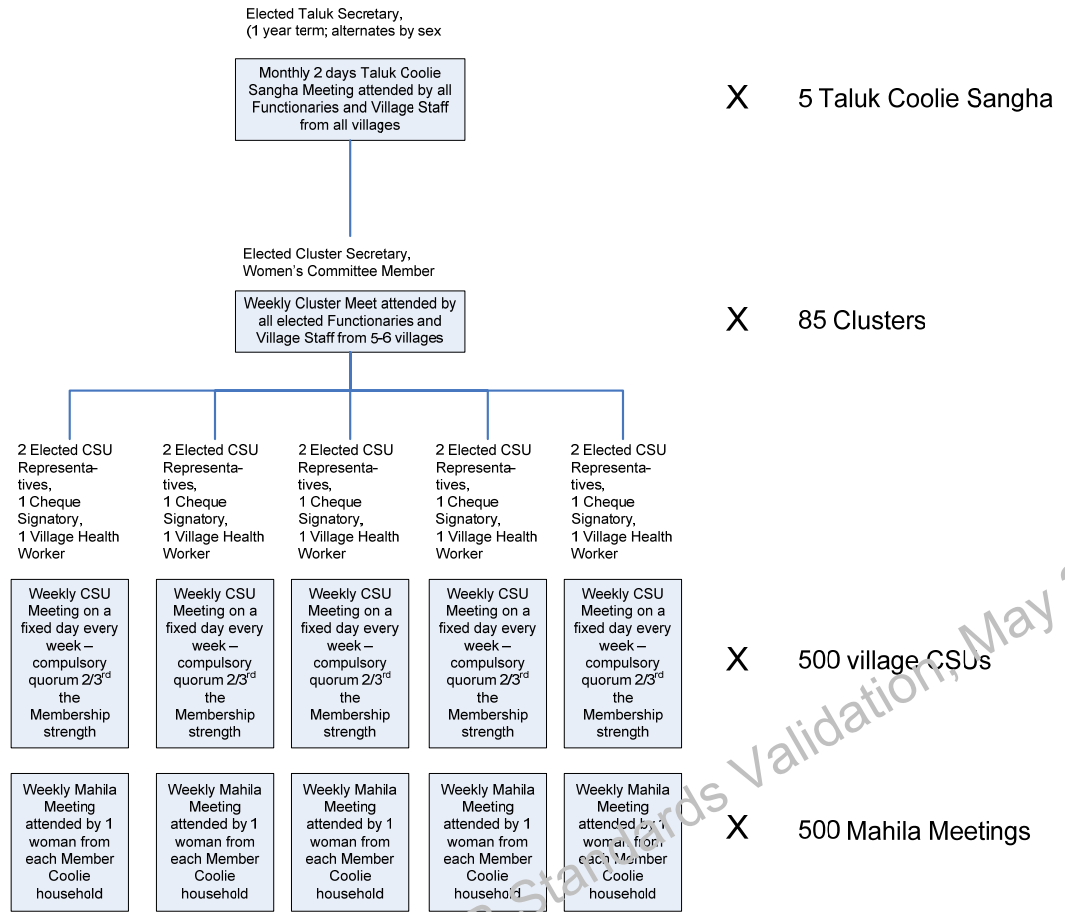 Elected Taluk Secretary,
(1 year term; alternates by sex
Monthly 2 days Taluk Coolie
Sangha Meeting attended by all
Functionaries and Village Staff
from all villages
X 5 Taluk Coolie Sangha
Elected Cluster Secretary,
Women's Committee Member
Weekly Cluster Meet attended by
all elected Functionaries and
Village Staff from 5-6 villages
X 85 Clusters
2 Elected CSU
Representa-
tives,
1 Cheque
Signatory,
1 Village Health
Worker
2 Elected CSU
Representa-
tives,
1 Cheque
Signatory,
1 Village Health
Worker
2 Elected CSU
Representa-
tives,
1 Cheque
Signatory,
1 Village Health
Worker
2 Elected CSU
Representa-
tives,
1 Cheque
Signatory,
1 Village Health
Worker
2 Elected CSU
Representa-
tives,
1 Cheque
Signatory,
1 Village Health
Worker
Weekly CSU
Meeting on a
fixed day every
week –
compulsory
quorum 2/3rd
the
Membership
strength
Weekly CSU
Meeting on a
fixed day every
week –
compulsory
quorum 2/3rd
the
Membership
strength
Weekly CSU
Meeting on a
fixed day every
week –
compulsory
quorum 2/3rd
the
Membership
strength
Weekly CSU
Meeting on a
fixed day every
week –
compulsory
quorum 2/3rd
the
Membership
strength
Weekly CSU
Meeting on a
fixed day every
week –
compulsory
quorum 2/3rd
the
Membership
strength
X 500 village CSUs
Weekly Mahila
Meeting
attended by 1
woman from
each Member
Coolie
household
Weekly Mahila
Meeting
attended by 1
woman from
each Member
Coolie
household
Weekly Mahila
Meeting
attended by 1
woman from
each Member
Coolie
household
Weekly Mahila
Meeting
attended by 1
woman from
each Member
Coolie
household
Weekly Mahila
Meeting
attended by 1
woman from
each Member
Coolie
household
X 500 Mahila Meetings
Standards Validation, May